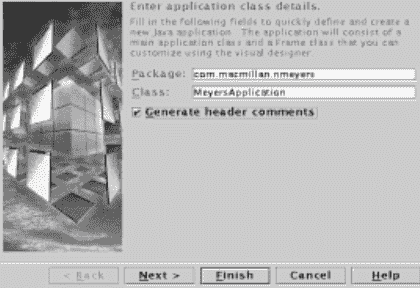 Enter application class details.
Fill in the following fields to quickly define and create a
new Java application. The application will consist of a
main application class and a Frame class that you can
customize using the visual designer.
Package: com.macmillan.nmeyers
Class: MeyersApplication
Generate header comments
< Back Next > Finish Cancel Help